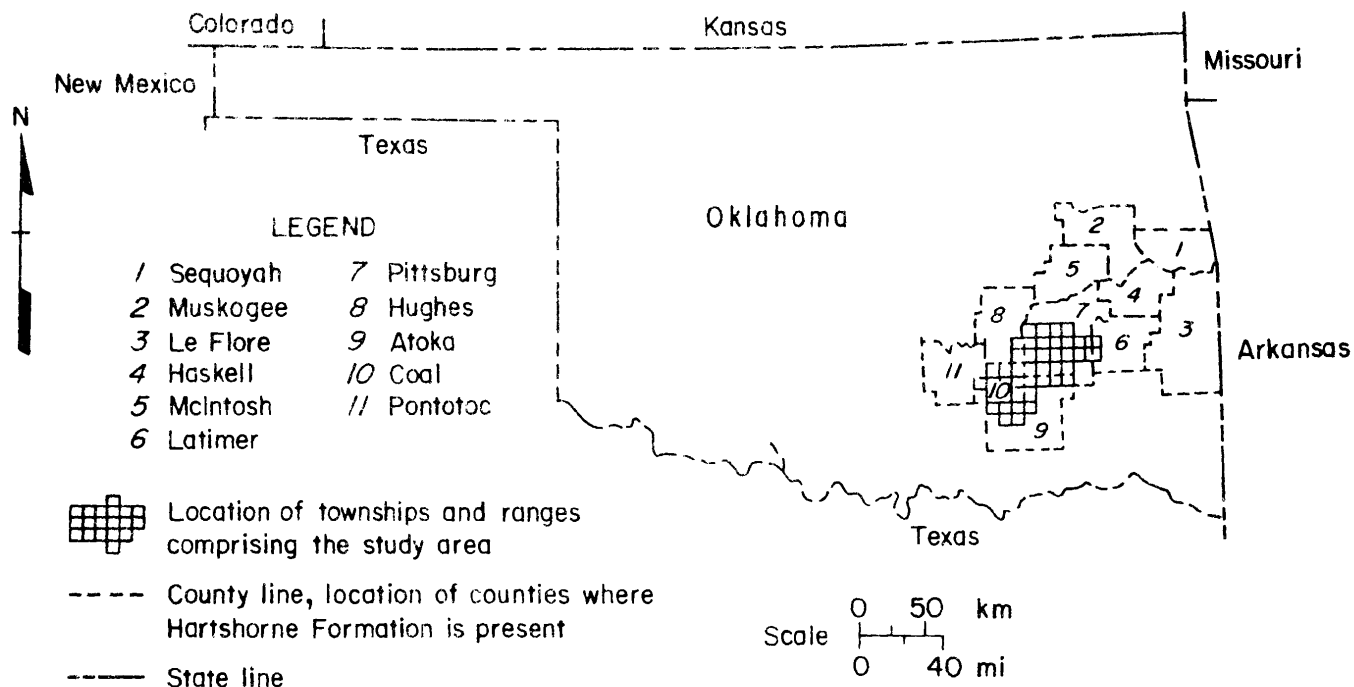 Colorado
Kansas
Missouri
New Mexico
N
Texas
Oklahoma
LEGEND
1 Sequoyah 7 Pittsburg
2 Muskogee 8 Hughes
3 Le Flore 9 Atoka
4 Haskell 10 Coal
5 McIntosh 11 Pontotoc
6 Latimer
2
1
5
4
7
8
6
3
Arkansas
11
10
9
Location of townships and ranges
comprising the study area
Texas
County line, location of counties where
Hartshorne Formation is present
0 50 km
Scale
0 40 mi
State line